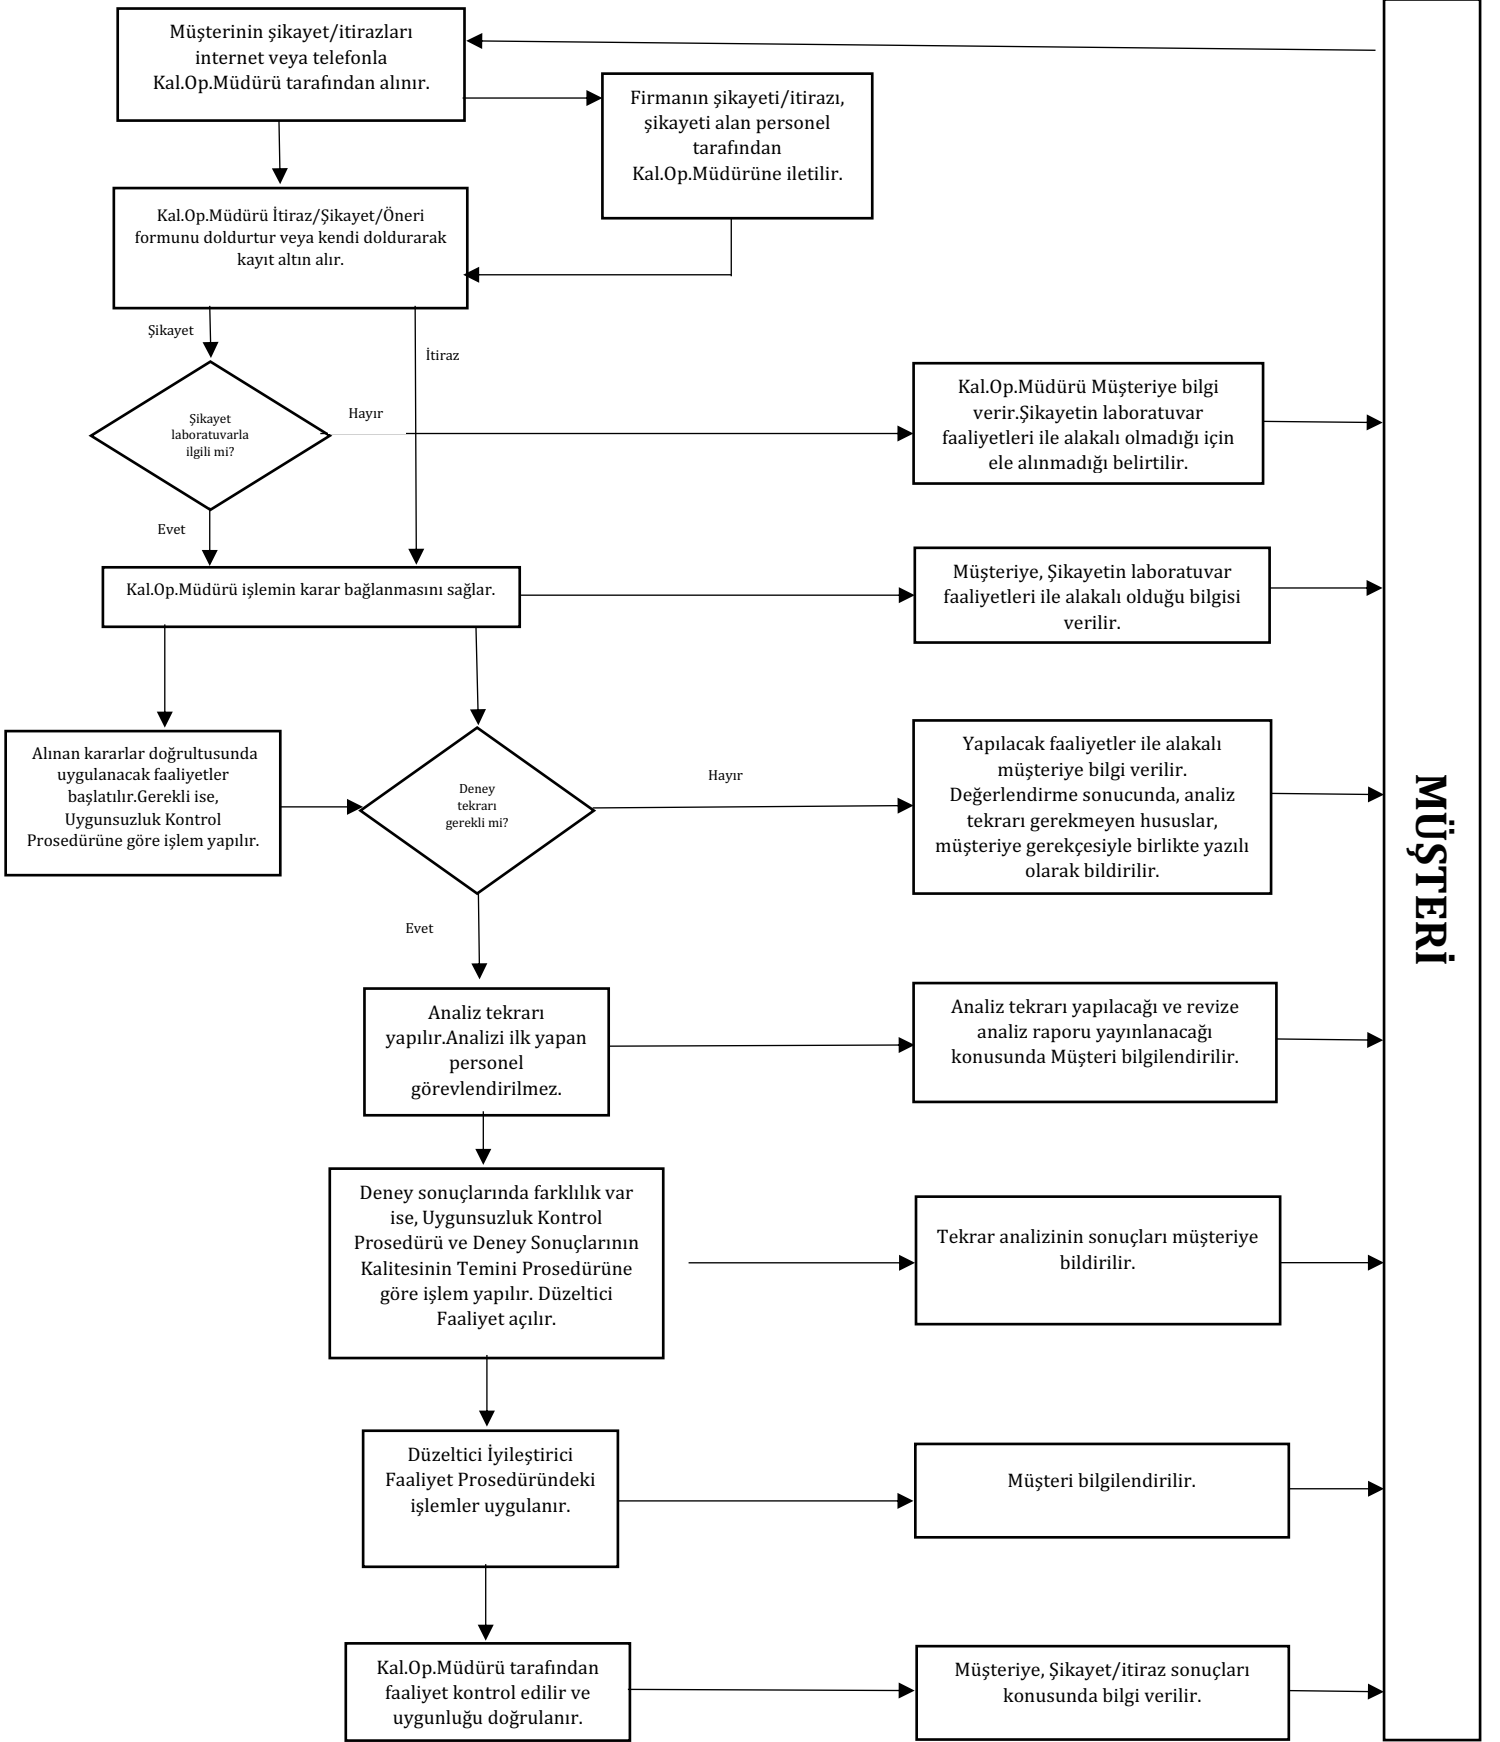 Müşterinin şikayet/itirazları
internet veya telefonla
Kal.Op.Müdürü tarafından alınır.
Firmanın şikayeti/itirazı,
şikayeti alan personel
tarafından
Kal.Op.Müdürüne iletilir.
Kal.Op.Müdürü İtiraz/Şikayet/Öneri
formunu doldurtur veya kendi doldurarak
kayıt altın alır.
Şikayet
İtiraz
Şikayet
laboratuvarla
ilgili mi?
Hayır
Kal.Op.Müdürü Müşteriye bilgi
verir.Şikayetin laboratuvar
faaliyetleri ile alakalı olmadığı için
ele alınmadığı belirtilir.
Evet
Kal.Op.Müdürü işlemin karar bağlanmasını sağlar.
Müşteriye, Şikayetin laboratuvar
faaliyetleri ile alakalı olduğu bilgisi
verilir.
Alınan kararlar doğrultusunda
uygulanacak faaliyetler
başlatılır.Gerekli ise,
Uygunsuzluk Kontrol
Prosedürüne göre işlem yapılır.
Deney
tekrarı
gerekli mi?
Hayır
Yapılacak faaliyetler ile alakalı
müşteriye bilgi verilir.
Değerlendirme sonucunda, analiz
tekrarı gerekmeyen hususlar,
müşteriye gerekçesiyle birlikte yazılı
olarak bildirilir.
MÜŞTERİ
Evet
Analiz tekrarı
yapılır.Analizi ilk yapan
personel
görevlendirilmez.
Analiz tekrarı yapılacağı ve revize
analiz raporu yayınlanacağı
konusunda Müşteri bilgilendirilir.
Deney sonuçlarında farklılık var
ise, Uygunsuzluk Kontrol
Prosedürü ve Deney Sonuçlarının
Kalitesinin Temini Prosedürüne
göre işlem yapılır. Düzeltici
Faaliyet açılır.
Tekrar analizinin sonuçları müşteriye
bildirilir.
Düzeltici İyileştirici
Faaliyet Prosedüründeki
işlemler uygulanır.
Müşteri bilgilendirilir.
Kal.Op.Müdürü tarafından
faaliyet kontrol edilir ve
uygunluğu doğrulanır.
Müşteriye, Şikayet/itiraz sonuçları
konusunda bilgi verilir.